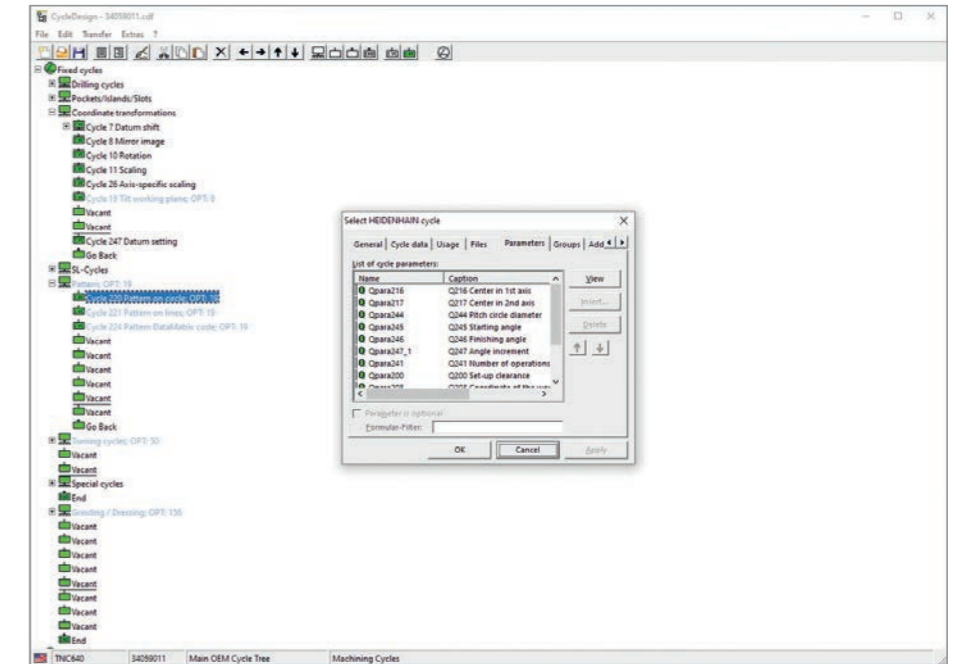 CycleDesign - 34059011.cdf
File Edit Transfer Extras ?
Fixed cycles
Drilling cycles
Pockets/Islands/Slots
Coordinate transformations
Cycle 7 Datum shift
Cycle 8 Mirror image
Cycle 10 Rotation
Cycle 11 Scaling
Cycle 26 Axis-specific scaling
Cycle 19 Tilt working plane; OPT: 8
Vacant
Vacant
Cycle 247 Datum setting
Go Back
SL-Cycles
Pattern; OPT: 19
Cycle 220 Pattern on circle; OPT: 19
Cycle 221 Pattern on lines; OPT: 19
Cycle 224 Pattern DataMatrix code; OPT: 19
Vacant
Vacant
Vacant
Vacant
Vacant
Vacant
Go Back
Turning cycles; OPT: 50
Vacant
Vacant
Special cycles
End
Grinding / Dressing; OPT: 156
Vacant
Vacant
Vacant
Vacant
Vacant
Vacant
Vacant
Vacant
End
Select HEIDENHAIN cycle
General Cycle data Usage Files Parameters Groups Add
List of cycle parameters:
Name Caption
Qpara216 Q216 Center in 1st axis
Qpara217 Q217 Center in 2nd axis
Qpara244 Q244 Pitch circle diameter
Qpara245 Q245 Starting angle
Qpara246 Q246 Finishing angle
Qpara247_1 Q247 Angle increment
Qpara241 Q241 Number of operations
Qpara200 Q200 Set-up clearance
View
Insert...
Delete
Parameter is optional
Formular-Filter:
OK Cancel Apply
TNC640 34059011 Main OEM Cycle Tree Machining Cycles